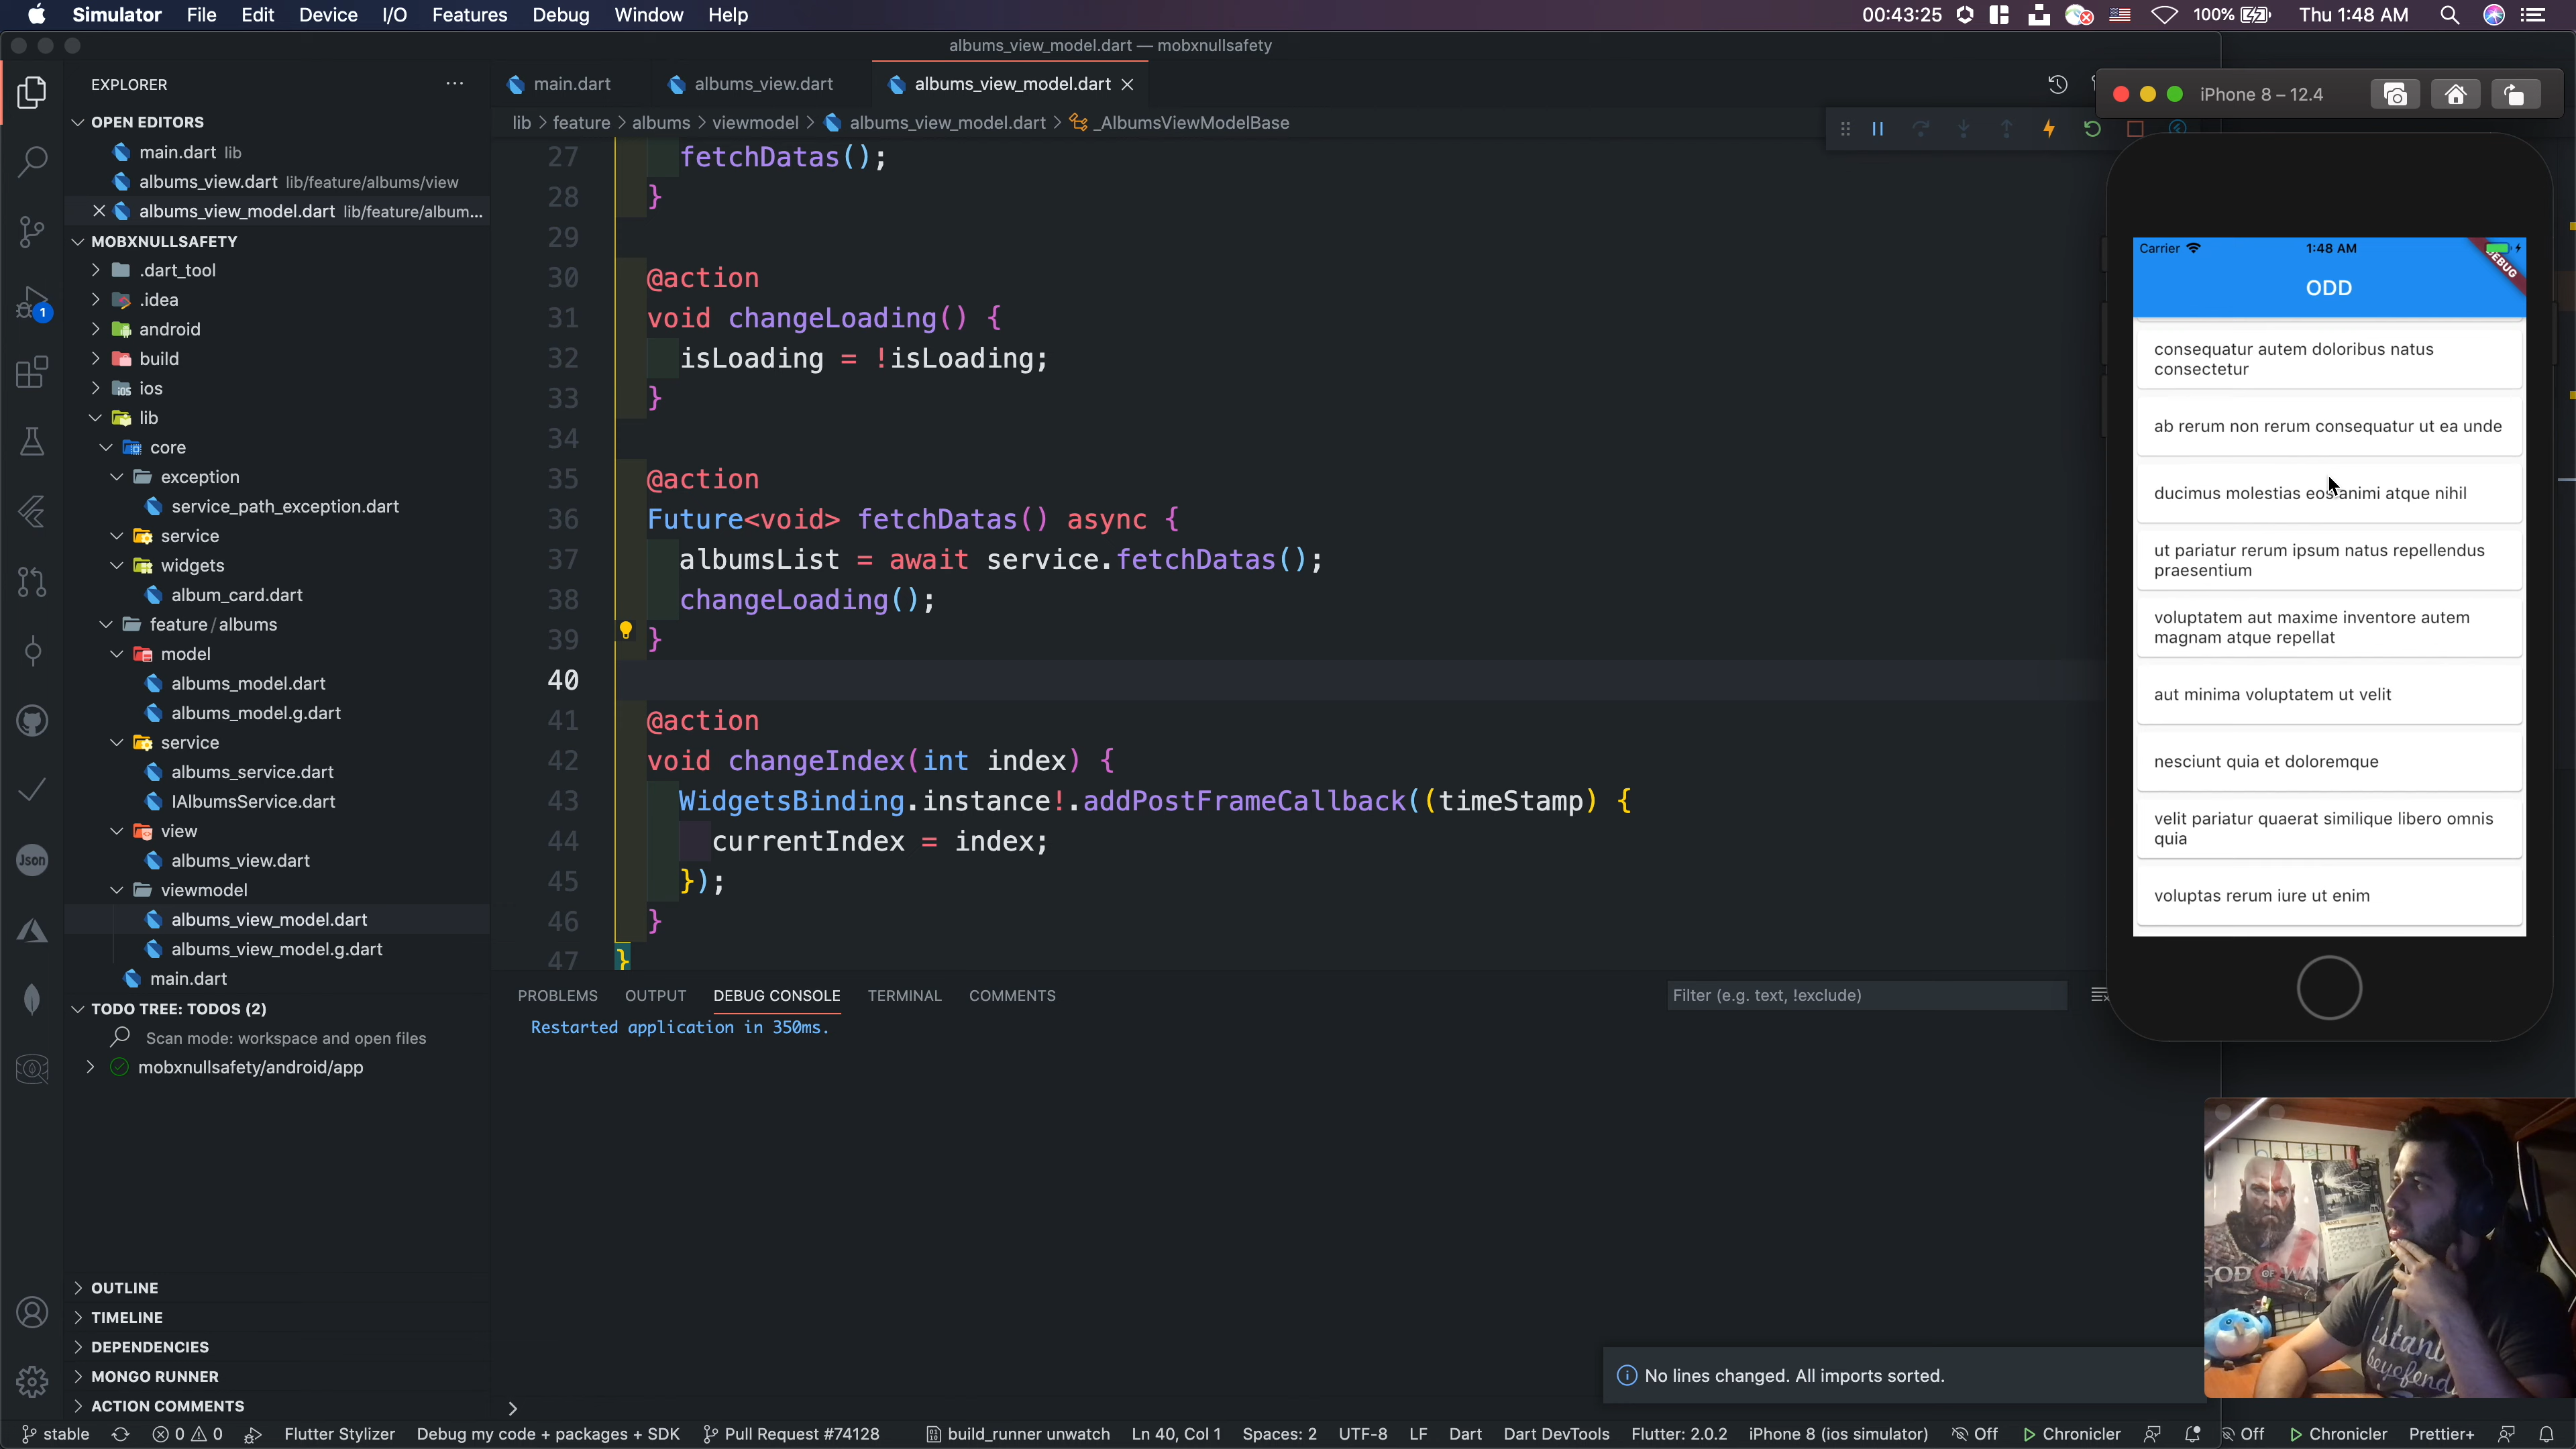 Simulator File Edit Device I/O Features Debug Window Help
00:43:25 100% Thu 1:48 AM
albums_view_model.dart — mobxnullsafety
EXPLORER
main.dart albums_view.dart albums_view_model.dart
lib > feature > albums > viewmodel > albums_view_model.dart > _AlbumsViewModelBase
OPEN EDITORS
main.dart lib
albums_view.dart lib/feature/albums/view
albums_view_model.dart lib/feature/album...
MOBXNULLSAFETY
.dart_tool
.idea
android
build
ios
lib
core
exception
service_path_exception.dart
service
widgets
album_card.dart
feature/albums
model
albums_model.dart
albums_model.g.dart
service
albums_service.dart
IAlbumsService.dart
view
albums_view.dart
viewmodel
albums_view_model.dart
albums_view_model.g.dart
main.dart
TODO TREE: TODOS (2)
Scan mode: workspace and open files
mobxnullsafety/android/app
OUTLINE
TIMELINE
DEPENDENCIES
MONGO RUNNER
ACTION COMMENTS
1
Json
27 fetchDatas();
28 }
29
30 @action
31 void changeLoading() {
32 isLoading = !isLoading;
33 }
34
35 @action
36 Future<void> fetchDatas() async {
37 albumsList = await service.fetchDatas();
38 changeLoading();
39 }
40
41 @action
42 void changeIndex(int index) {
43 WidgetsBinding.instance!.addPostFrameCallback((timeStamp) {
44 currentIndex = index;
45 });
46 }
47 }
PROBLEMS OUTPUT DEBUG CONSOLE TERMINAL COMMENTS
Filter (e.g. text, !exclude)
Restarted application in 350ms.
>
No lines changed. All imports sorted.
iPhone 8 – 12.4
Carrier 1:48 AM
DEBUG
ODD
consequatur autem doloribus natus
consectetur
ab rerum non rerum consequatur ut ea unde
ducimus molestias eos animi atque nihil
ut pariatur rerum ipsum natus repellendus
praesentium
voluptatem aut maxime inventore autem
magnam atque repellat
aut minima voluptatem ut velit
nesciunt quia et doloremque
velit pariatur quaerat similique libero omnis
quia
voluptas rerum iure ut enim
GOD OF WAR
stable 0 0 Flutter Stylizer Debug my code + packages + SDK Pull Request #74128 build_runner unwatch Ln 40, Col 1 Spaces: 2 UTF-8 LF Dart Dart DevTools Flutter: 2.0.2 iPhone 8 (ios simulator) Off Chronicler Off Chronicler Prettier+